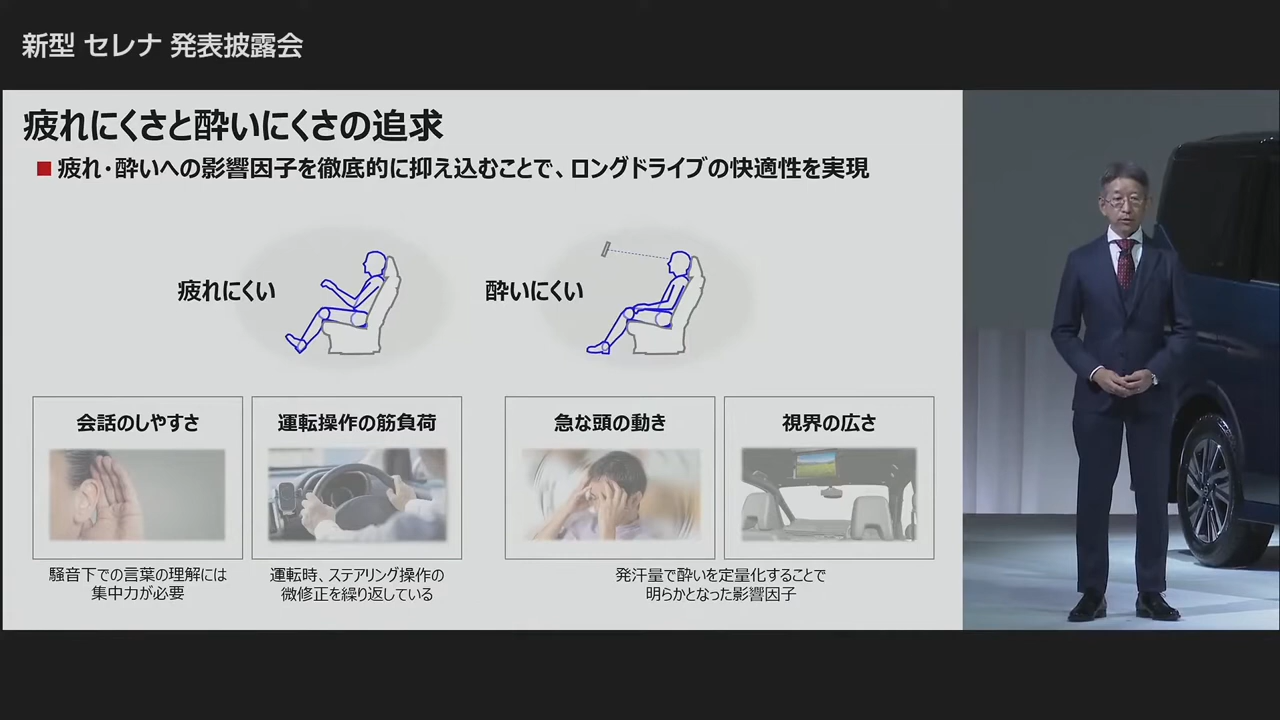 新型 セレナ 発表披露会
疲れにくさと酔いにくさの追求
疲れ・酔いへの影響因子を徹底的に抑え込むことで、ロングドライブの快適性を実現
疲れにくい
酔いにくい
会話のしやすさ
運転操作の筋負荷
急な頭の動き
視界の広さ
騒音下での言葉の理解には
集中力が必要
運転時、ステアリング操作の
微修正を繰り返している
発汗量で酔いを定量化することで
明らかとなった影響因子